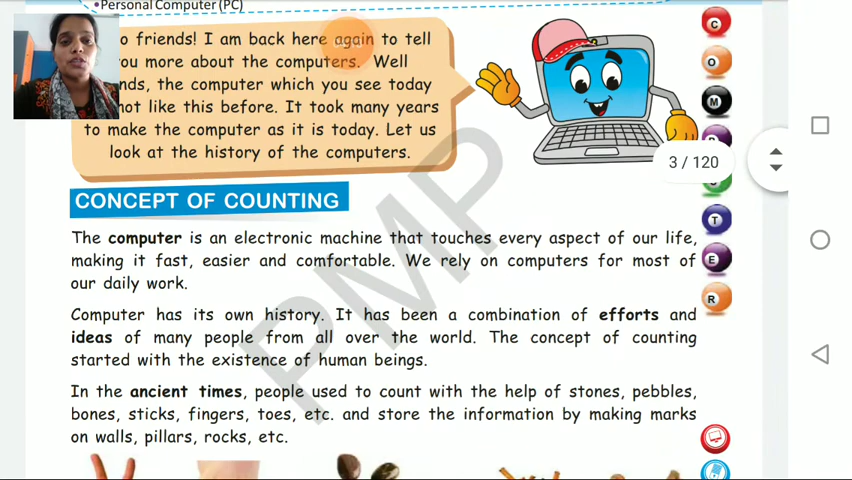 •Personal Computer (PC)
o friends! I am back here again to tell
you more about the computers. Well
nds, the computer which you see today
not like this before. It took many years
to make the computer as it is today. Let us
look at the history of the computers.
C
O
M
3 / 120
T
E
R
CONCEPT OF COUNTING
The computer is an electronic machine that touches every aspect of our life,
making it fast, easier and comfortable. We rely on computers for most of
our daily work.
Computer has its own history. It has been a combination of efforts and
ideas of many people from all over the world. The concept of counting
started with the existence of human beings.
In the ancient times, people used to count with the help of stones, pebbles,
bones, sticks, fingers, toes, etc. and store the information by making marks
on walls, pillars, rocks, etc.
PMP